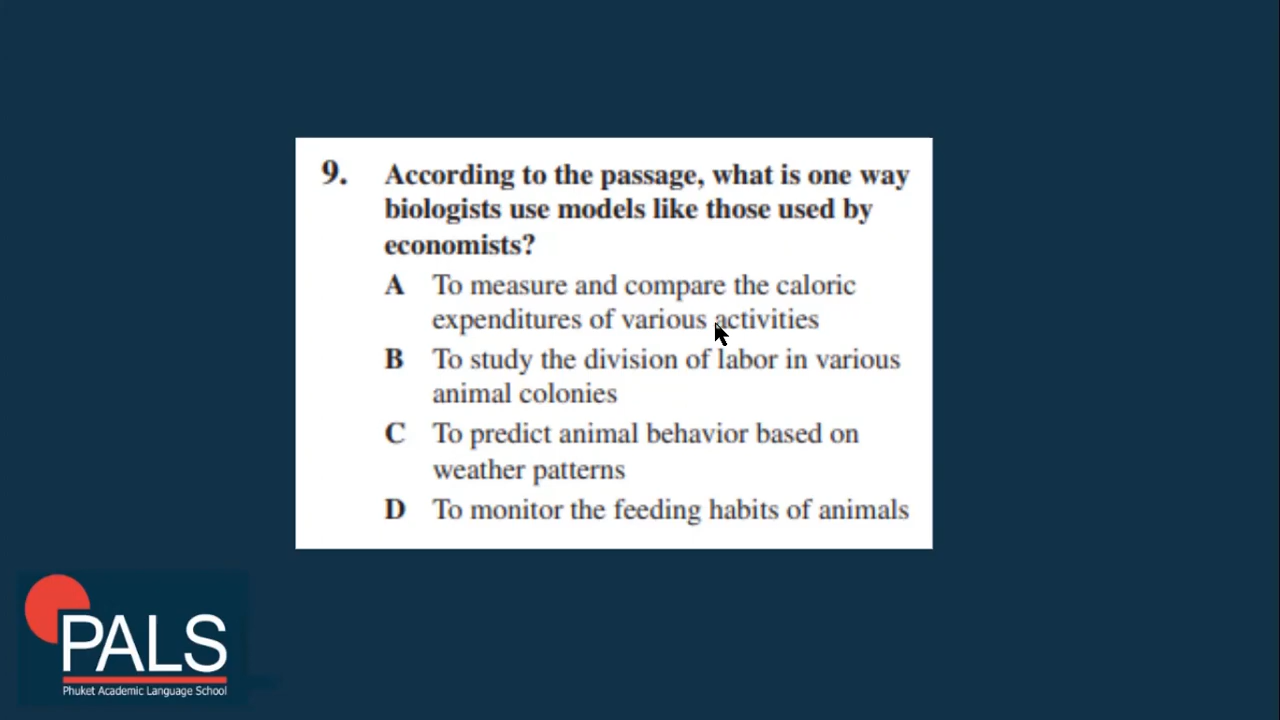 9. According to the passage, what is one way
biologists use models like those used by
economists?
A To measure and compare the caloric
expenditures of various activities
B To study the division of labor in various
animal colonies
C To predict animal behavior based on
weather patterns
D To monitor the feeding habits of animals
PALS
Phuket Academic Language School